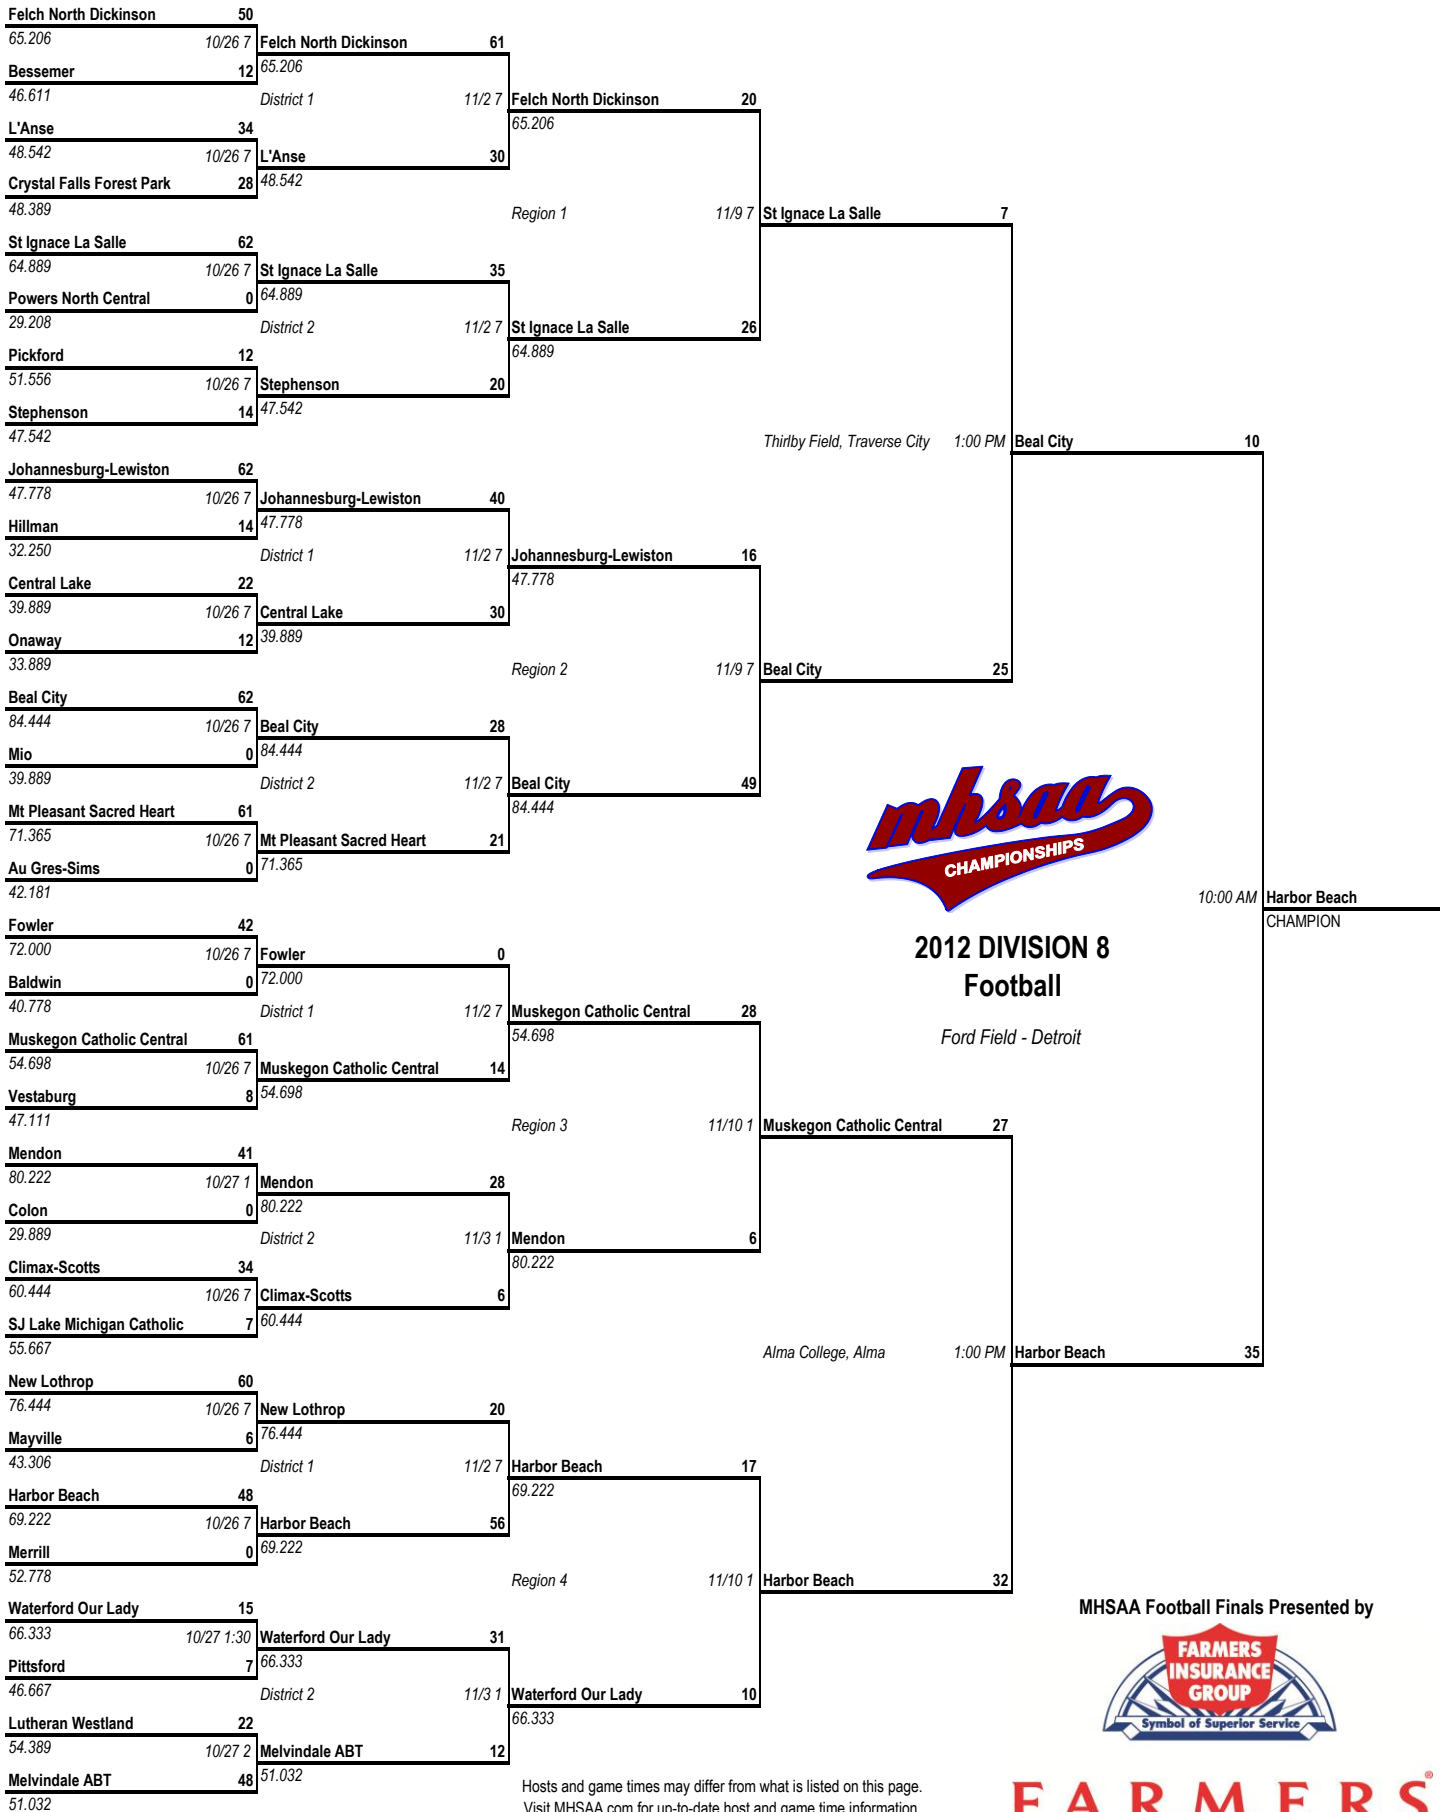 Felch North Dickinson 50
65.206
10/26 7 Felch North Dickinson 61
Bessemer 12
65.206
46.611
District 1 11/2 7 Felch North Dickinson 20
L'Anse 34
65.206
48.542
10/26 7 L'Anse 30
Crystal Falls Forest Park 28
48.542
48.389
Region 1 11/9 7 St Ignace La Salle 7
St Ignace La Salle 62
64.889
10/26 7 St Ignace La Salle 35
Powers North Central 0
64.889
29.208
District 2 11/2 7 St Ignace La Salle 26
Pickford 12
64.889
51.556
10/26 7 Stephenson 20
Stephenson 14
47.542
47.542
Thirlby Field, Traverse City 1:00 PM Beal City 10
Johannesburg-Lewiston 62
47.778
10/26 7 Johannesburg-Lewiston 40
Hillman 14
47.778
32.250
District 1 11/2 7 Johannesburg-Lewiston 16
Central Lake 22
47.778
39.889
10/26 7 Central Lake 30
Onaway 12
39.889
33.889
Region 2 11/9 7 Beal City 25
Beal City 62
84.444
10/26 7 Beal City 28
Mio 0
84.444
39.889
District 2 11/2 7 Beal City 49
Mt Pleasant Sacred Heart 61
84.444
71.365
10/26 7 Mt Pleasant Sacred Heart 21
Au Gres-Sims 0
71.365
42.181
mhsaa
CHAMPIONSHIPS
10:00 AM Harbor Beach
CHAMPION
2012 DIVISION 8
Football
Ford Field - Detroit
Fowler 42
72.000
10/26 7 Fowler 0
Baldwin 0
72.000
40.778
District 1 11/2 7 Muskegon Catholic Central 28
Muskegon Catholic Central 61
54.698
54.698
10/26 7 Muskegon Catholic Central 14
Vestaburg 8
54.698
47.111
Region 3 11/10 1 Muskegon Catholic Central 27
Mendon 41
80.222
10/27 1 Mendon 28
Colon 0
80.222
29.889
District 2 11/3 1 Mendon 6
Climax-Scotts 34
80.222
60.444
10/26 7 Climax-Scotts 6
SJ Lake Michigan Catholic 7
60.444
55.667
Alma College, Alma 1:00 PM Harbor Beach 35
New Lothrop 60
76.444
10/26 7 New Lothrop 20
Mayville 6
76.444
43.306
District 1 11/2 7 Harbor Beach 17
Harbor Beach 48
69.222
69.222
10/26 7 Harbor Beach 56
Merrill 0
69.222
52.778
Region 4 11/10 1 Harbor Beach 32
Waterford Our Lady 15
66.333
10/27 1:30 Waterford Our Lady 31
Pittsford 7
66.333
46.667
District 2 11/3 1 Waterford Our Lady 10
Lutheran Westland 22
66.333
54.389
10/27 2 Melvindale ABT 12
Melvindale ABT 48
51.032
51.032
MHSAA Football Finals Presented by
FARMERS
INSURANCE
GROUP
Symbol of Superior Service
FARMERS®
Hosts and game times may differ from what is listed on this page.
Visit MHSAA.com for up-to-date host and game time information.